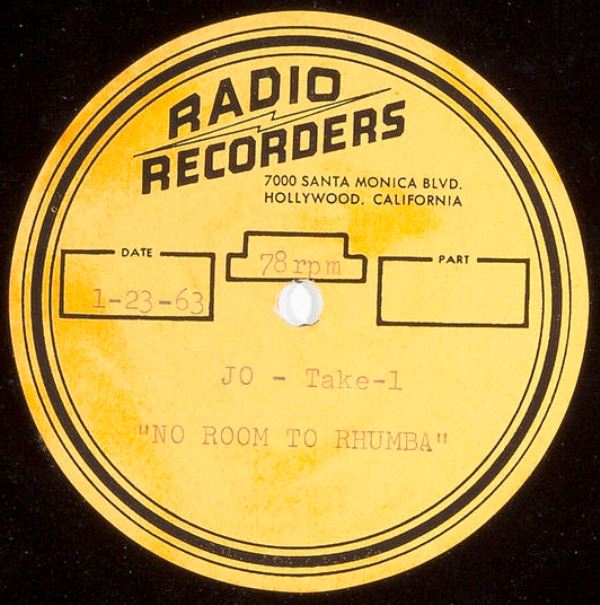 RADIO
RECORDERS
7000 SANTA MONICA BLVD.
HOLLYWOOD. CALIFORNIA
DATE
1-23-63
78 rpm
PART
JO - Take-1
"NO ROOM TO RHUMBA"